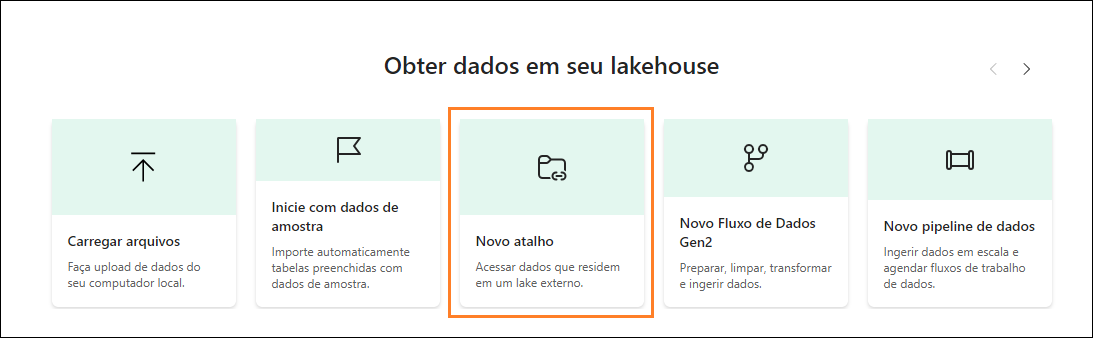 Obter dados em seu lakehouse
Carregar arquivos
Faça upload de dados do
seu computador local.
Inicie com dados de
amostra
Importe automaticamente
tabelas preenchidas com
dados de amostra.
Novo atalho
Acessar dados que residem
em um lake externo.
Novo Fluxo de Dados
Gen2
Preparar, limpar, transformar
e ingerir dados.
Novo pipeline de dados
Ingerir dados em escala e
agendar fluxos de trabalho
de dados.